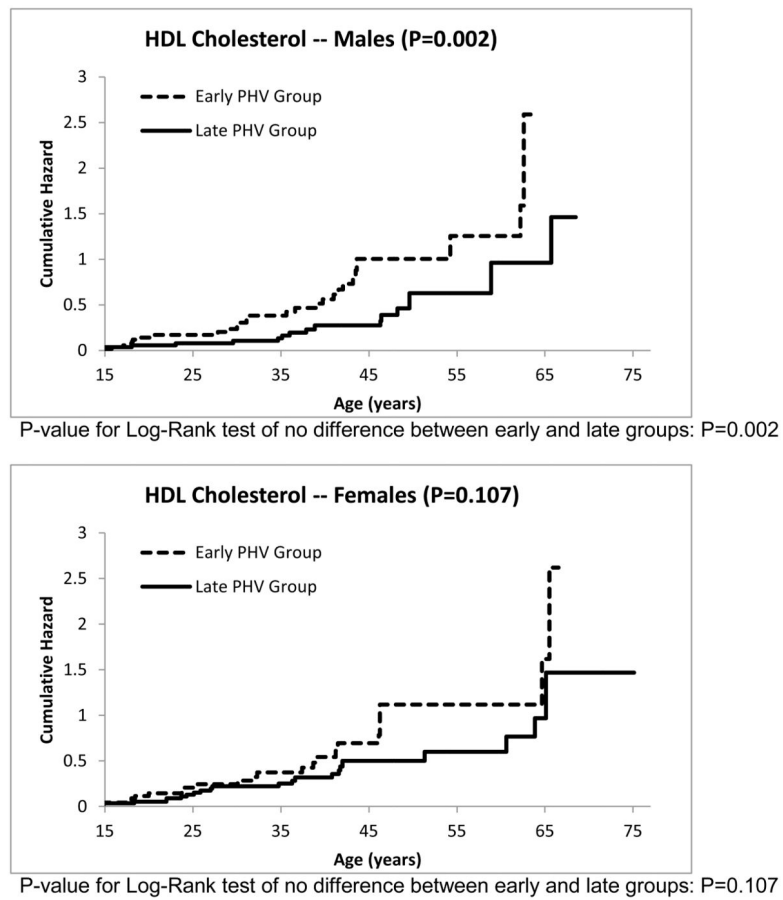 HDL Cholesterol -- Males (P=0.002)
Cumulative Hazard
3
2.5
2
1.5
1
0.5
0
Early PHV Group
Late PHV Group
15 25 35 45 55 65 75
Age (years)
P-value for Log-Rank test of no difference between early and late groups: P=0.002
HDL Cholesterol -- Females (P=0.107)
Cumulative Hazard
3
2.5
2
1.5
1
0.5
0
Early PHV Group
Late PHV Group
15 25 35 45 55 65 75
Age (years)
P-value for Log-Rank test of no difference between early and late groups: P=0.107